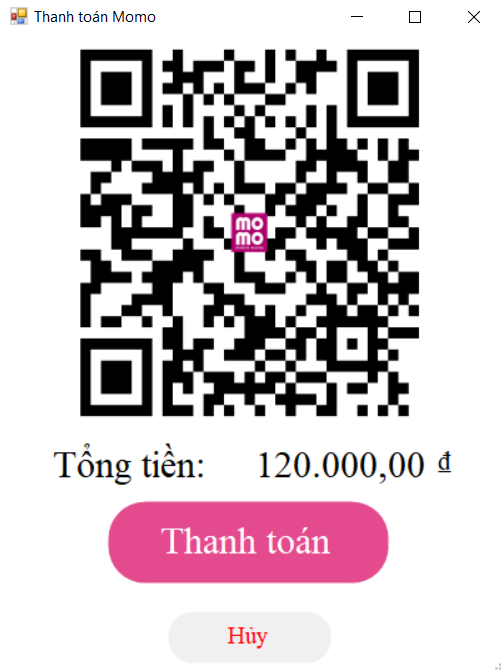 Thanh toán Momo
mo
mo
Tổng tiền: 120.000,00 ₫
Thanh toán
Hủy